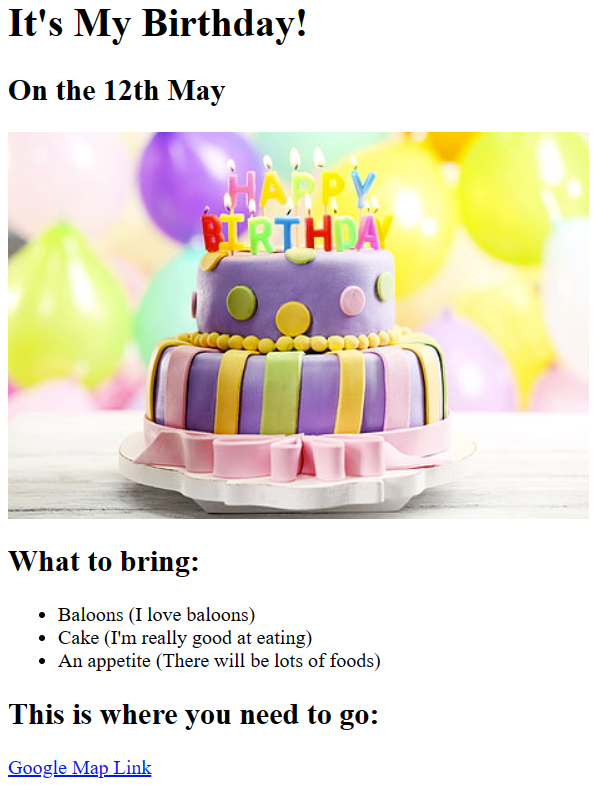 It's My Birthday!
On the 12th May
HAPPY
BIRTHDAY
What to bring:
Baloons (I love baloons)
Cake (I'm really good at eating)
An appetite (There will be lots of foods)
This is where you need to go:
Google Map Link